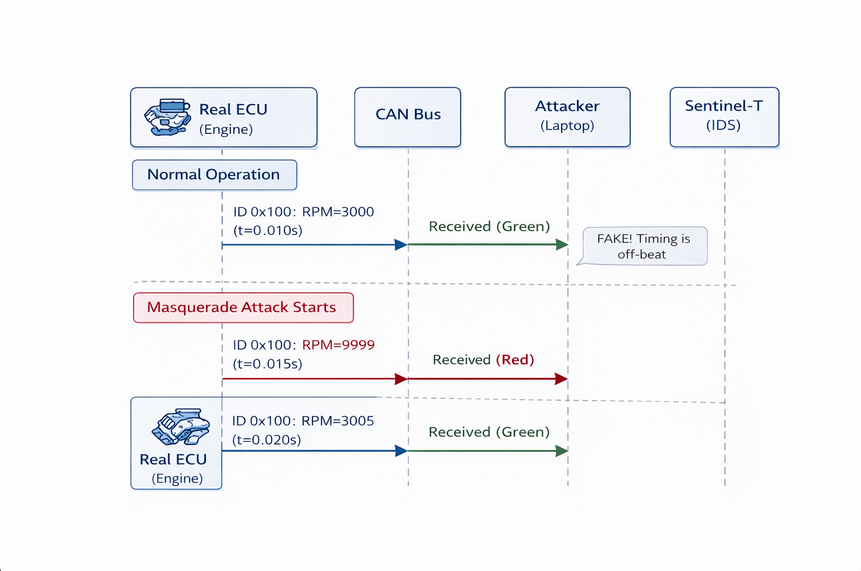 Real ECU
(Engine)
CAN Bus
Attacker
(Laptop)
Sentinel-T
(IDS)
Normal Operation
ID 0x100: RPM=3000
(t=0.010s)
Received (Green)
FAKE! Timing is
off-beat
Masquerade Attack Starts
ID 0x100: RPM=9999
(t=0.015s)
Received (Red)
Real ECU
(Engine)
ID 0x100: RPM=3005
(t=0.020s)
Received (Green)